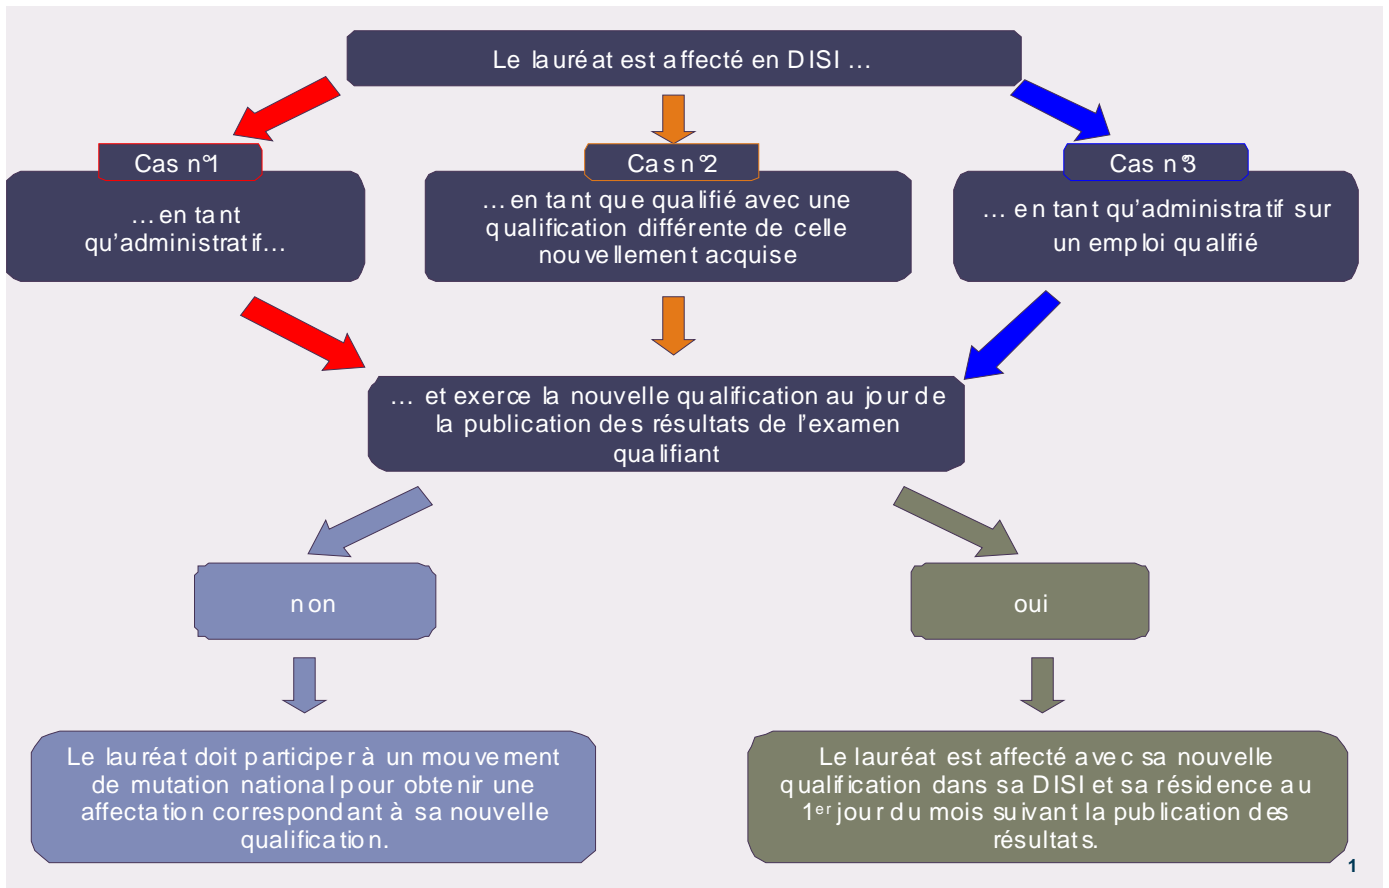 Le lauréat est affecté en DISI …
Cas n°1
Cas n°2
Cas n°3
… en tant
qu’administratif…
… en tant que qualifié avec une
qualification différente de celle
nouvellement acquise
… en tant qu’administratif sur
un emploi qualifié
… et exerce la nouvelle qualification au jour de
la publication des résultats de l’examen
qualifiant
non
oui
Le lauréat doit participer à un mouvement
de mutation national pour obtenir une
affectation correspondant à sa nouvelle
qualification.
Le lauréat est affecté avec sa nouvelle
qualification dans sa DISI et sa résidence au
1er jour du mois suivant la publication des
résultats.
1